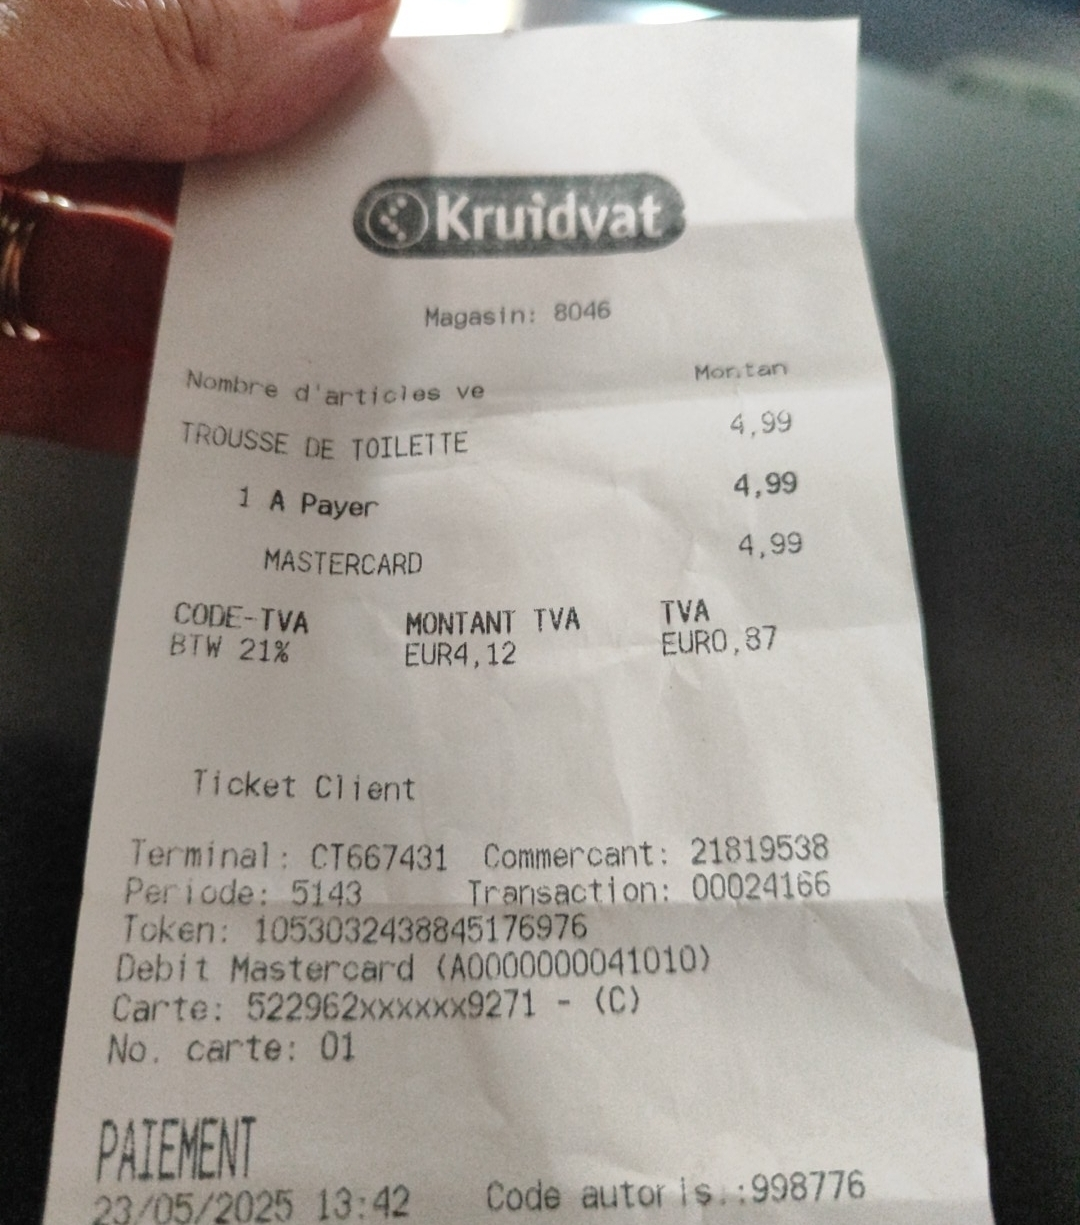 Kruidvat
Magasin: 8046
Nombre d'articles ve Montan
TROUSSE DE TOILETTE 4,99
1 A Payer 4,99
MASTERCARD 4,99
CODE-TVA MONTANT TVA TVA
BTW 21% EUR4,12 EUR0,87
Ticket Client
Terminal: CT667431 Commercant: 21819538
Periode: 5143 Transaction: 00024166
Token: 1053032438845176976
Debit Mastercard (A0000000041010)
Carte: 522962xxxxxx9271 - (C)
No. carte: 01
PAIEMENT
23/05/2025 13:42 Code autoris.:998776